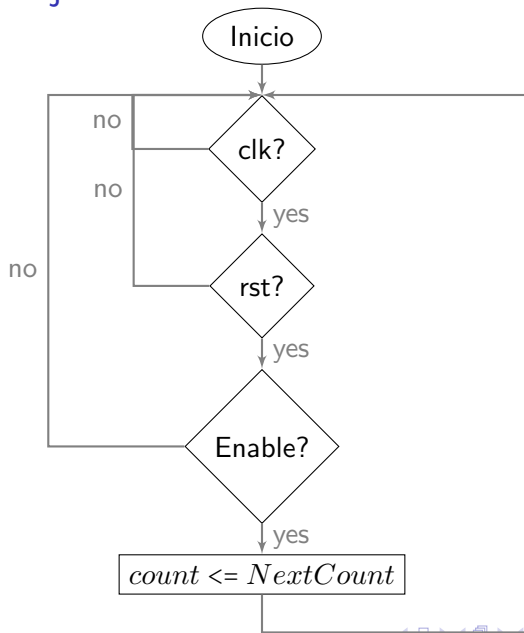 Inicio
no
clk?
no
yes
no
rst?
yes
Enable?
yes
count <= NextCount